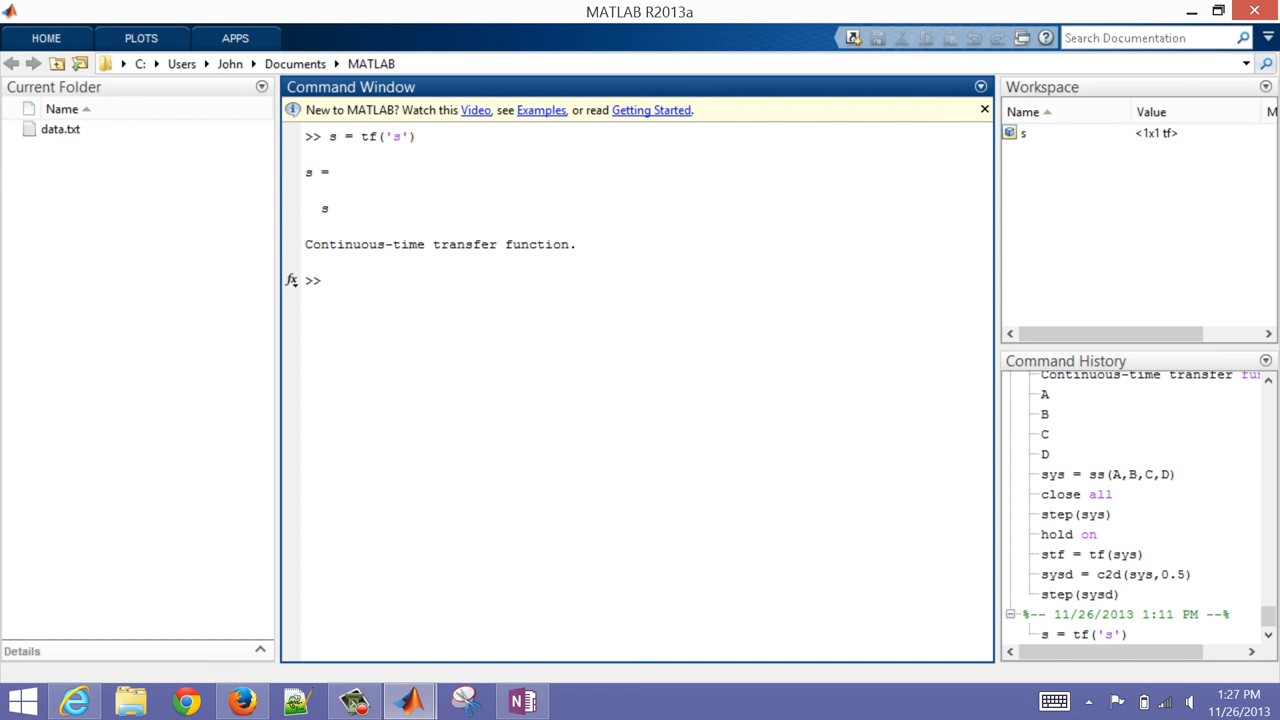 MATLAB R2013a
HOME PLOTS APPS
Search Documentation
C: Users John Documents MATLAB
Current Folder
Name
data.txt
Details
Command Window
New to MATLAB? Watch this Video, see Examples, or read Getting Started.
>> s = tf('s')
s =
s
Continuous-time transfer function.
fx >>
Workspace
Name Value M
s <1x1 tf>
Command History
Continuous-time transfer fun
A
B
C
D
sys = ss(A,B,C,D)
close all
step(sys)
hold on
stf = tf(sys)
sysd = c2d(sys,0.5)
step(sysd)
%-- 11/26/2013 1:11 PM --%
s = tf('s')
1:27 PM
11/26/2013